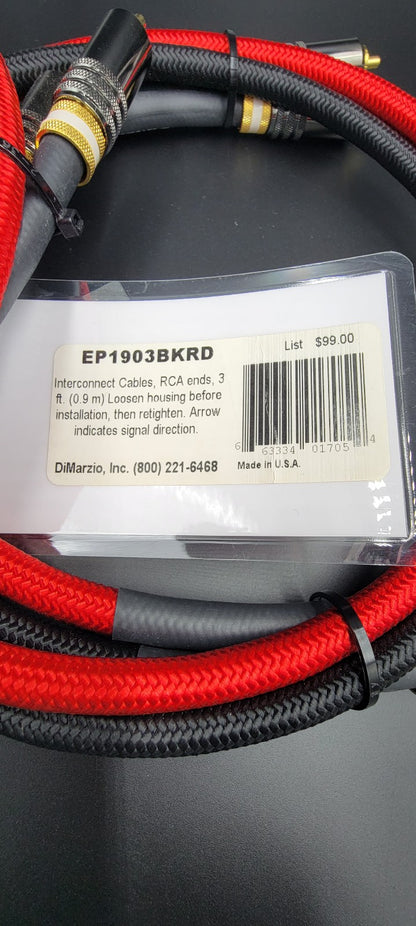 EP1903BKRD
List $99.00
Interconnect Cables, RCA ends, 3
ft. (0.9 m) Loosen housing before
installation, then retighten. Arrow
indicates signal direction.
6 63334 01705 4
DiMarzio, Inc. (800) 221-6468
Made in U.S.A.